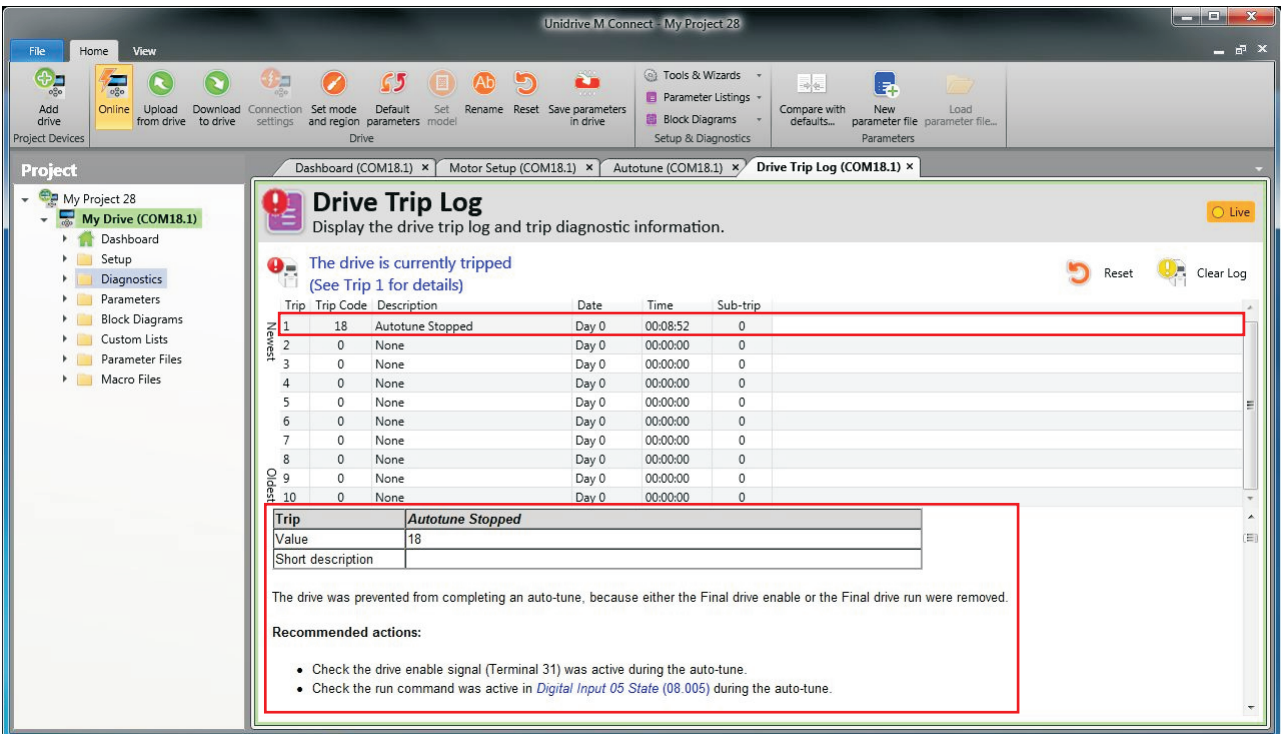 Unidrive M Connect - My Project 28
File Home View
Add drive
Online
Upload from drive
Download to drive
Connection settings
Set mode and region
Default parameters
Set model
Rename
Reset
Save parameters in drive
Tools & Wizards
Parameter Listings
Block Diagrams
Compare with defaults...
New parameter file
Load parameter file...
Project Devices
Drive
Setup & Diagnostics
Parameters
Project
My Project 28
My Drive (COM18.1)
Dashboard
Setup
Diagnostics
Parameters
Block Diagrams
Custom Lists
Parameter Files
Macro Files
Dashboard (COM18.1) Motor Setup (COM18.1) Autotune (COM18.1) Drive Trip Log (COM18.1)
Drive Trip Log
Display the drive trip log and trip diagnostic information.
Live
The drive is currently tripped
(See Trip 1 for details)
Reset
Clear Log
Trip Trip Code Description Date Time Sub-trip
Newest
1 18 Autotune Stopped Day 0 00:08:52 0
2 0 None Day 0 00:00:00 0
3 0 None Day 0 00:00:00 0
4 0 None Day 0 00:00:00 0
5 0 None Day 0 00:00:00 0
6 0 None Day 0 00:00:00 0
7 0 None Day 0 00:00:00 0
8 0 None Day 0 00:00:00 0
9 0 None Day 0 00:00:00 0
10 0 None Day 0 00:00:00 0
Oldest
Trip Autotune Stopped
Value 18
Short description
The drive was prevented from completing an auto-tune, because either the Final drive enable or the Final drive run were removed.
Recommended actions:
• Check the drive enable signal (Terminal 31) was active during the auto-tune.
• Check the run command was active in Digital Input 05 State (08.005) during the auto-tune.